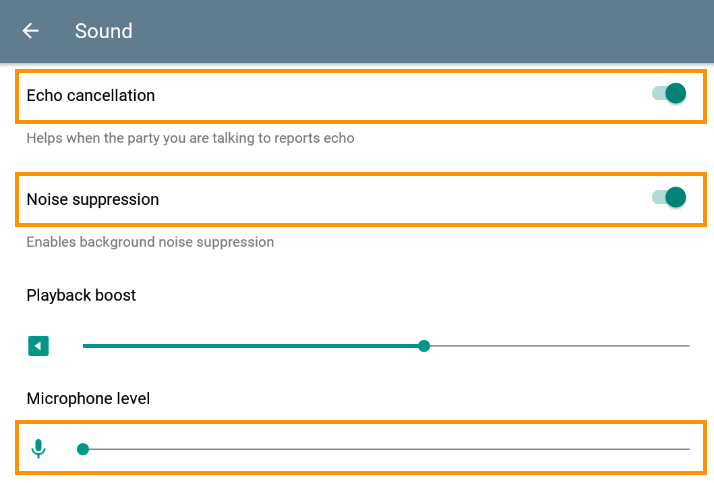 Sound
Echo cancellation
Helps when the party you are talking to reports echo
Noise suppression
Enables background noise suppression
Playback boost
Microphone level